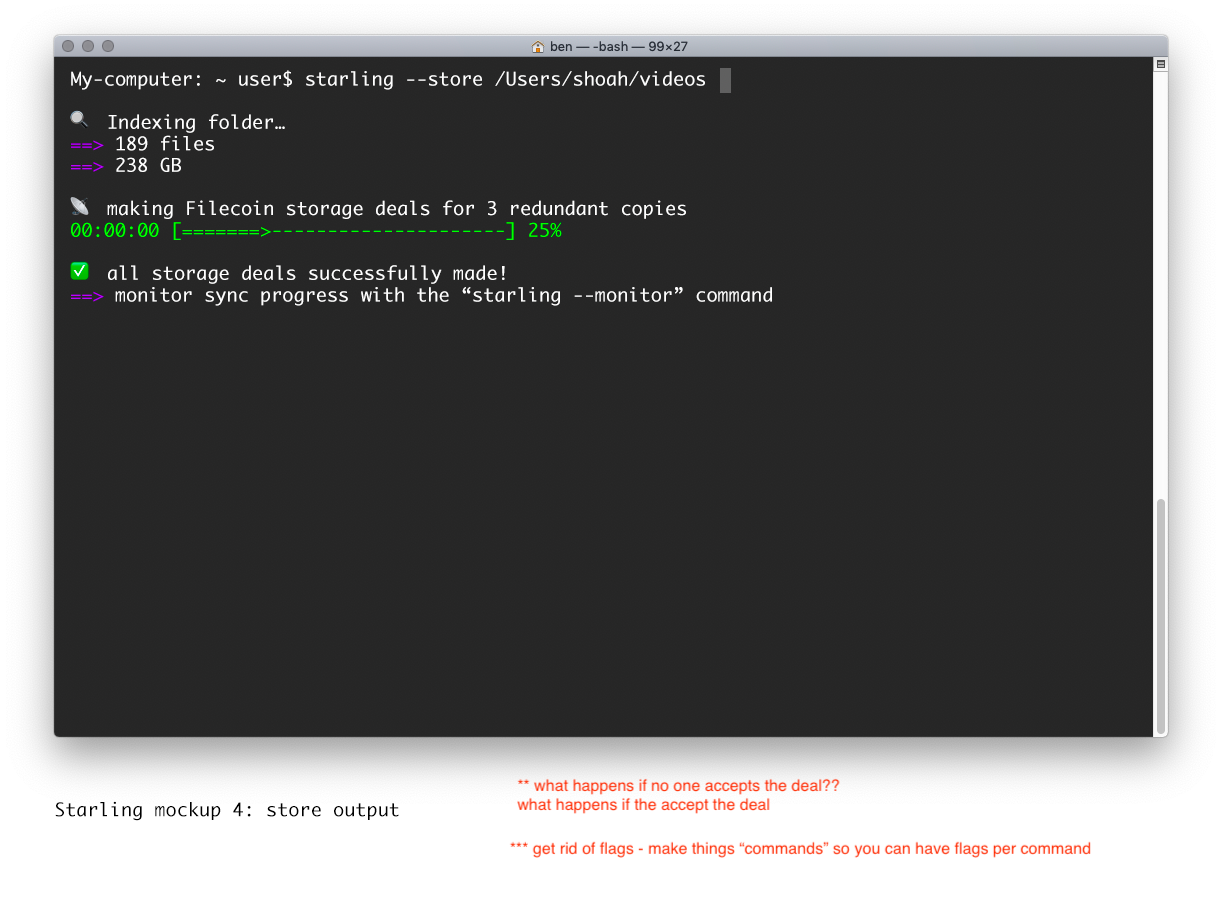 ben — -bash — 99×27
My-computer: ~ user$ starling --store /Users/shoah/videos
Indexing folder…
==> 189 files
==> 238 GB
making Filecoin storage deals for 3 redundant copies
00:00:00 [=======>---------------------] 25%
all storage deals successfully made!
==> monitor sync progress with the “starling --monitor” command
** what happens if no one accepts the deal??
what happens if the accept the deal
Starling mockup 4: store output
*** get rid of flags - make things “commands” so you can have flags per command